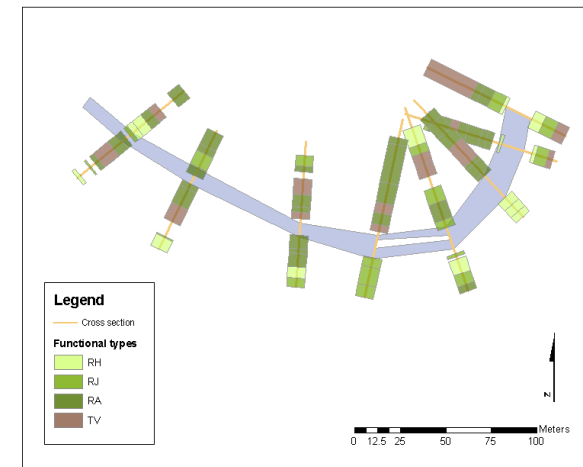 Legend
Cross section
Functional types
RH
RJ
RA
TV
N
Meters
0 12.5 25 50 75 100